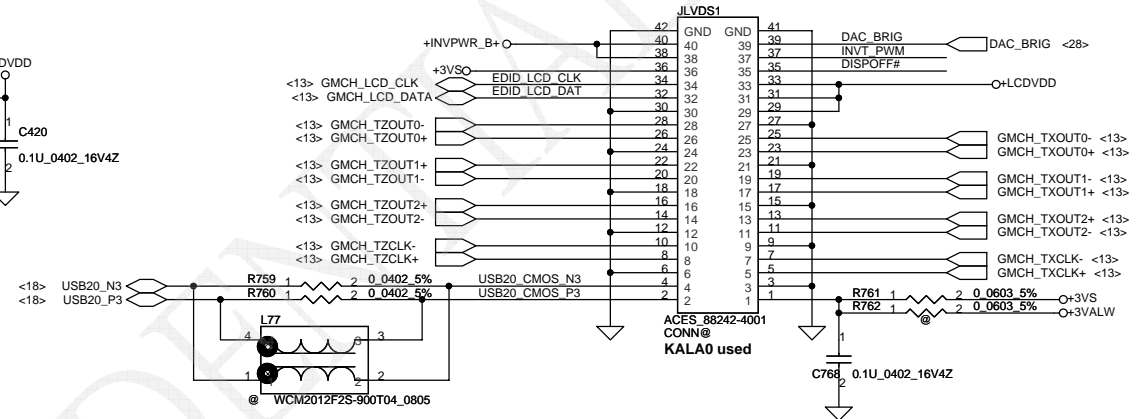 JLVDS1
42 GND GND 41
+INVPWR_B+ 40 40 39 39 DAC_BRIG DAC_BRIG <28>
38 38 37 37 INVT_PWM
+3VS 36 36 35 35 DISPOFF#
<13> GMCH_LCD_CLK EDID_LCD_CLK 34 34 33 33 +LCDVDD
<13> GMCH_LCD_DATA EDID_LCD_DAT 32 32 31 31
30 30 29 29
<13> GMCH_TZOUT0- 28 28 27 27
<13> GMCH_TZOUT0+ 26 26 25 25 GMCH_TXOUT0- <13>
24 24 23 23 GMCH_TXOUT0+ <13>
<13> GMCH_TZOUT1+ 22 22 21 21
<13> GMCH_TZOUT1- 20 20 19 19 GMCH_TXOUT1- <13>
18 18 17 17 GMCH_TXOUT1+ <13>
<13> GMCH_TZOUT2+ 16 16 15 15
<13> GMCH_TZOUT2- 14 14 13 13 GMCH_TXOUT2+ <13>
12 12 11 11 GMCH_TXOUT2- <13>
<13> GMCH_TZCLK- 10 10 9 9
<13> GMCH_TZCLK+ 8 8 7 7 GMCH_TXCLK- <13>
6 6 5 5 GMCH_TXCLK+ <13>
<18> USB20_N3 R759 1 2 0_0402_5% USB20_CMOS_N3 4 4 3 3
<18> USB20_P3 R760 1 2 0_0402_5% USB20_CMOS_P3 2 2 1 1
R761 1 2 0_0603_5% +3VS
R762 1 2 0_0603_5% +3VALW
@
ACES_88242-4001
CONN@
KALA0 used
1
C768 0.1U_0402_16V4Z
2
L77
4 3 3
1 2 2
@ WCM2012F2S-900T04_0805
DVDD
1
C420
0.1U_0402_16V4Z
2